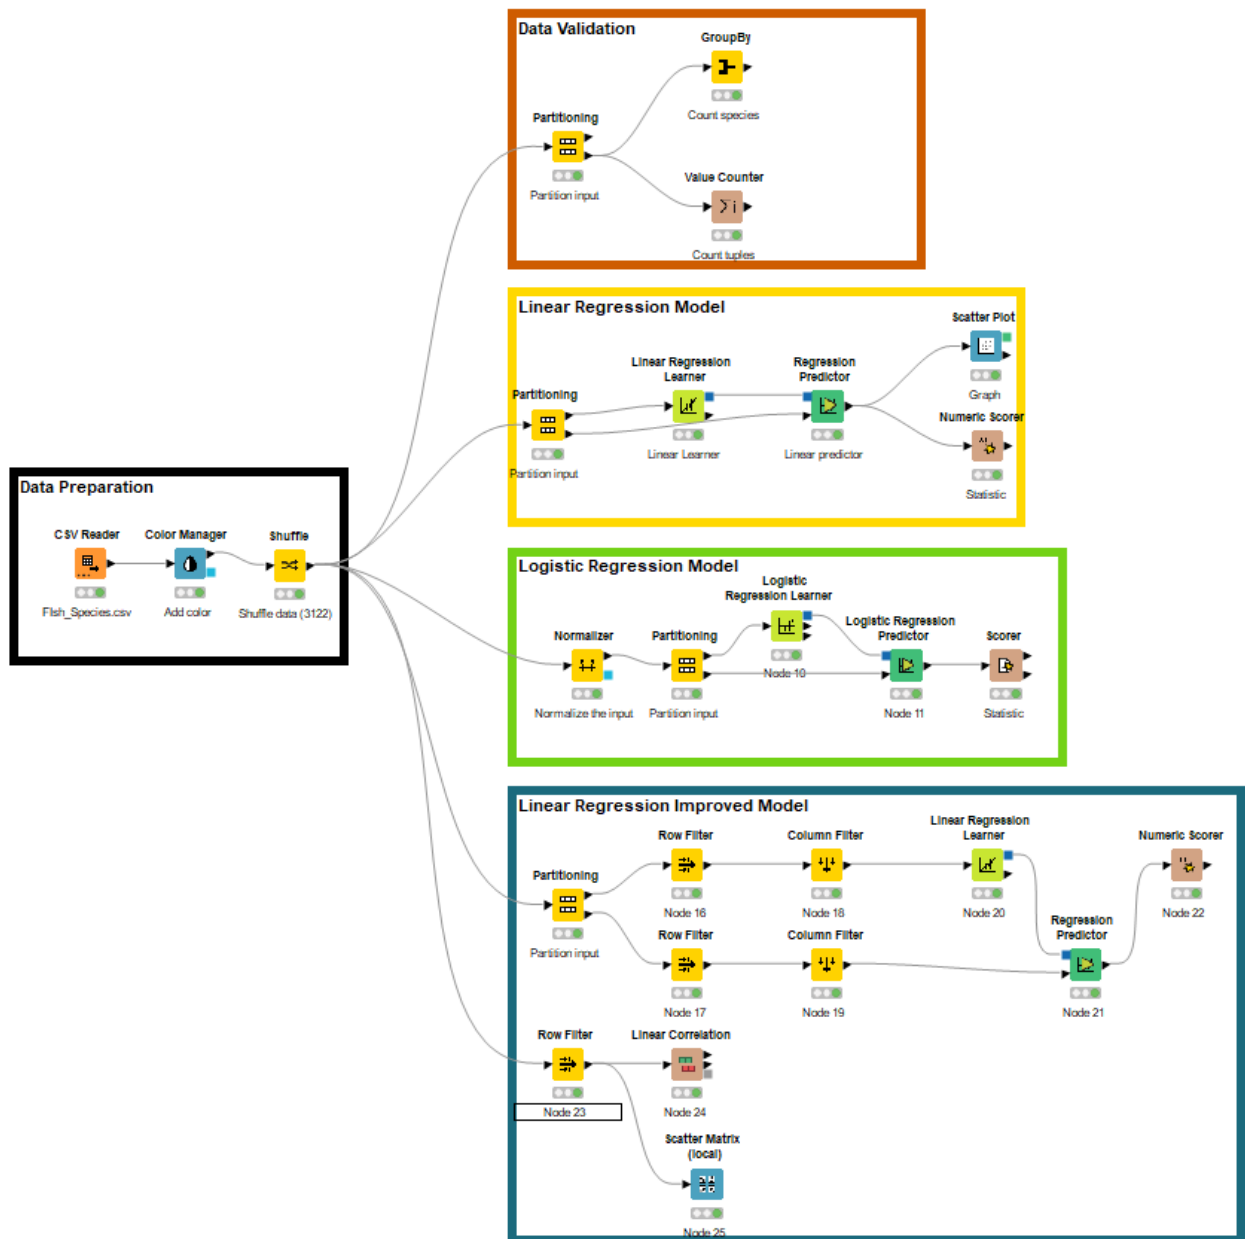 Data Validation
GroupBy
Count species
Partitioning
Partition input
Value Counter
Count tuples
Linear Regression Model
Scatter Plot
Graph
Linear Regression
Learner
Linear Learner
Regression
Predictor
Linear predictor
Partitioning
Partition input
Numeric Scorer
Statistic
Data Preparation
CSV Reader
FIsh_Species.csv
Color Manager
Add color
Shuffle
Shuffle data (3122)
Logistic Regression Model
Logistic
Regression Learner
Node 10
Normalizer
Normalize the input
Partitioning
Partition input
Logistic Regression
Predictor
Node 11
Scorer
Statistic
Linear Regression Improved Model
Row Filter
Node 16
Column Filter
Node 18
Linear Regression
Learner
Node 20
Numeric Scorer
Node 22
Partitioning
Partition input
Row Filter
Node 17
Column Filter
Node 19
Regression
Predictor
Node 21
Row Filter
Node 23
Linear Correlation
Node 24
Scatter Matrix
(local)
Node 25